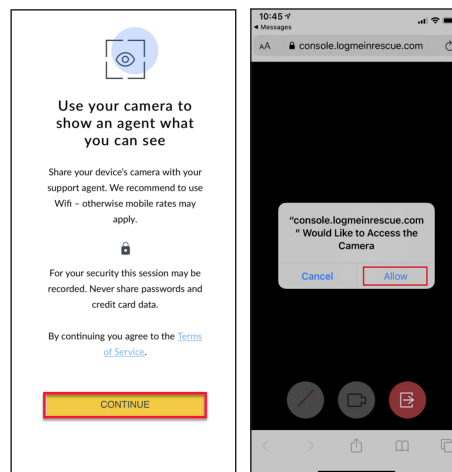 Use your camera to
show an agent what
you can see
Share your device's camera with your
support agent. We recommend to use
Wifi – otherwise mobile rates may
apply.
For your security this session may be
recorded. Never share passwords and
credit card data.
By continuing you agree to the Terms
of Service.
CONTINUE
10:45
◀ Messages
AA console.logmeinrescue.com
"console.logmeinrescue.com
" Would Like to Access the
Camera
Cancel Allow